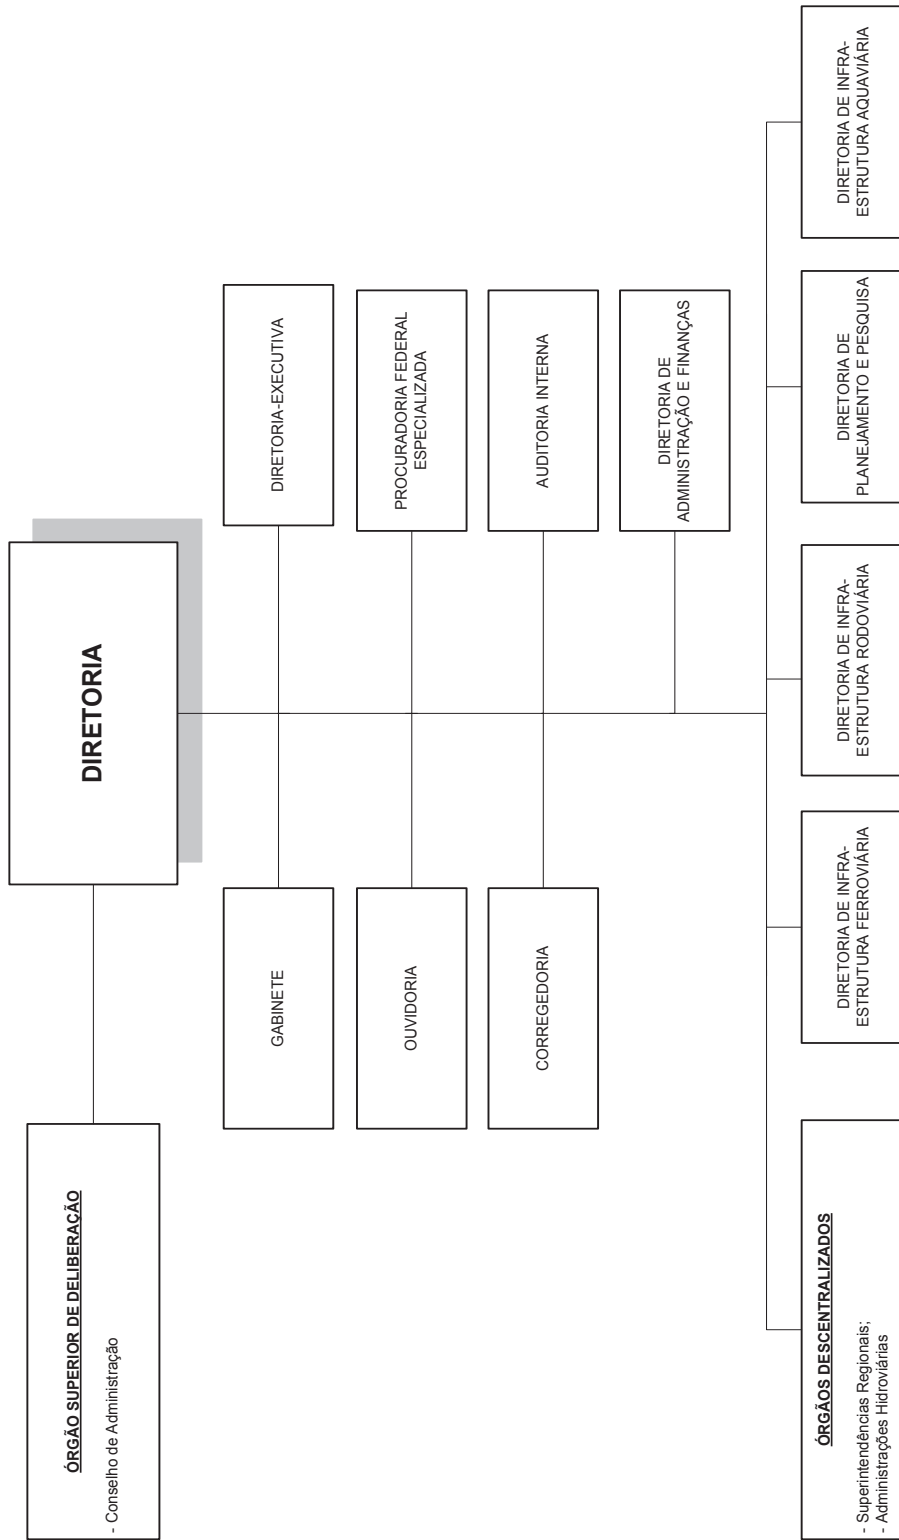 ÓRGÃO SUPERIOR DE DELIBERAÇÃO
- Conselho de Administração
DIRETORIA
GABINETE
DIRETORIA-EXECUTIVA
OUVIDORIA
PROCURADORIA FEDERAL
ESPECIALIZADA
CORREGEDORIA
AUDITORIA INTERNA
DIRETORIA DE
ADMINISTRAÇÃO E FINANÇAS
ÓRGÃOS DESCENTRALIZADOS
- Superintendências Regionais;
- Administrações Hidroviárias
DIRETORIA DE INFRA-
ESTRUTURA FERROVIÁRIA
DIRETORIA DE INFRA-
ESTRUTURA RODOVIÁRIA
DIRETORIA DE
PLANEJAMENTO E PESQUISA
DIRETORIA DE INFRA-
ESTRUTURA AQUAVIÁRIA